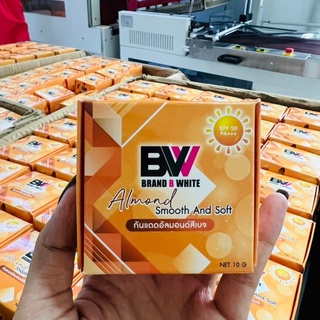 SPF 50
PA+++
BW
BRAND B WHITE
Almond
Smooth And Soft
กันแดดอัลมอนด์สีเบจ
NET 10 G